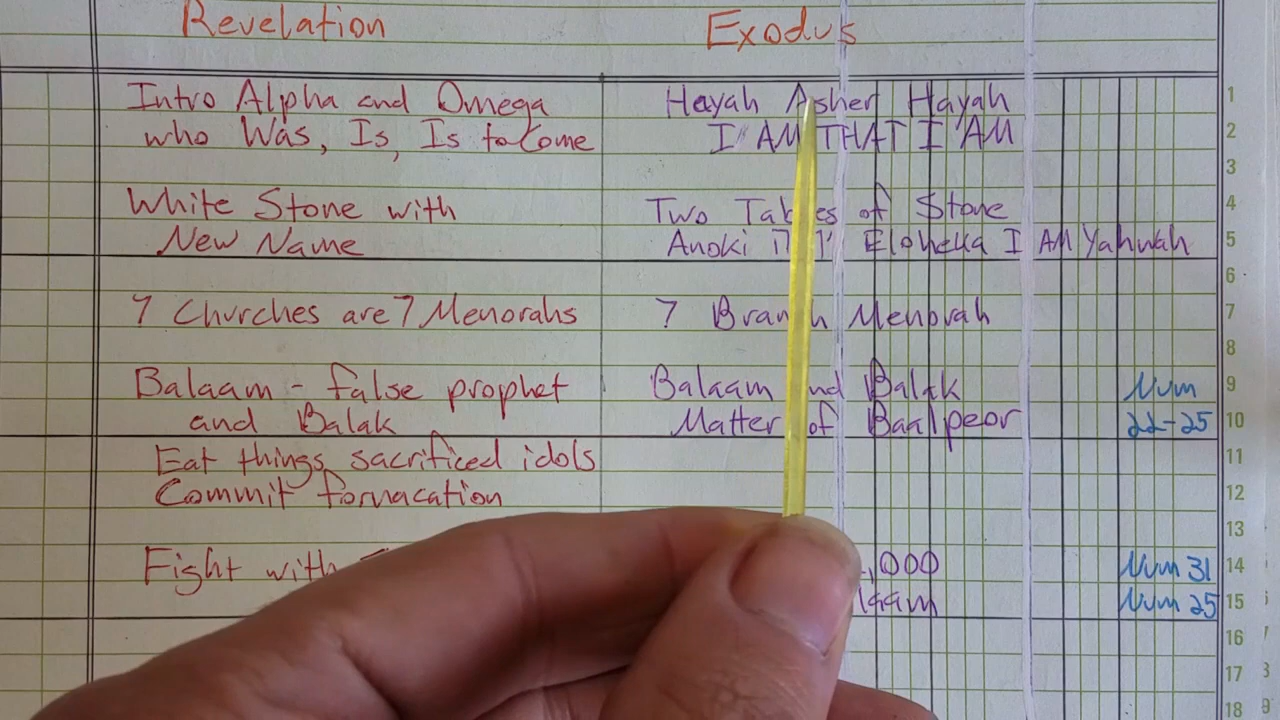 Revelation Exodus
Intro Alpha and Omega Hayah Asher Hayah 1
who Was, Is, Is to Come I AM THAT I AM 2
3
White Stone with Two Tables of Stone 4
New Name Anoki Eloheka I AM Yahwah 5
6
7 Churches are 7 Menorahs 7 Branch Menorah 7
8
Balaam - false prophet Balaam and Balak Num 9
and Balak Matter of Baalpeor 22-25 10
Eat things sacrificed idols 11
Commit fornacation 12
13
Fight with ,000 Num 31 14
Num 25 15
16
17
18